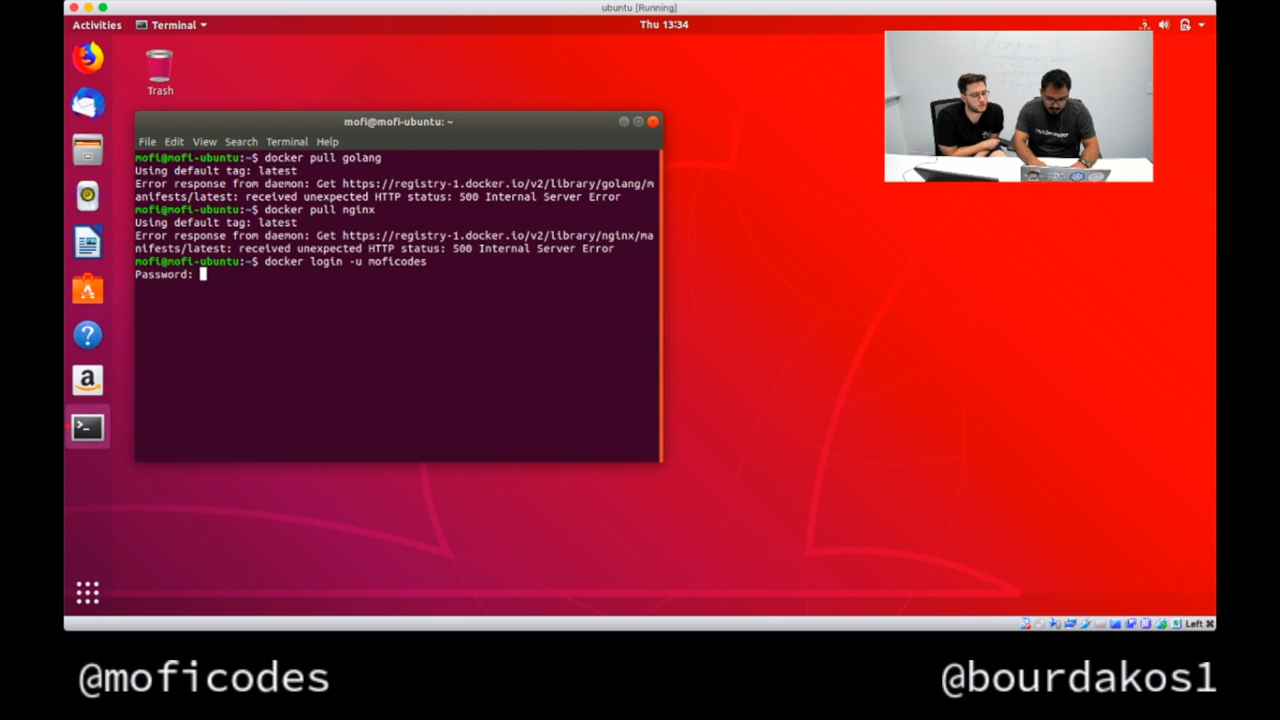 ubuntu [Running]
Activities Terminal Thu 13:34
Trash
mofi@mofi-ubuntu: ~
File Edit View Search Terminal Help
mofi@mofi-ubuntu:~$ docker pull golang
Using default tag: latest
Error response from daemon: Get https://registry-1.docker.io/v2/library/golang/m
anifests/latest: received unexpected HTTP status: 500 Internal Server Error
mofi@mofi-ubuntu:~$ docker pull nginx
Using default tag: latest
Error response from daemon: Get https://registry-1.docker.io/v2/library/nginx/ma
nifests/latest: received unexpected HTTP status: 500 Internal Server Error
mofi@mofi-ubuntu:~$ docker login -u moficodes
Password:
Left ⌘
@moficodes
@bourdakos1